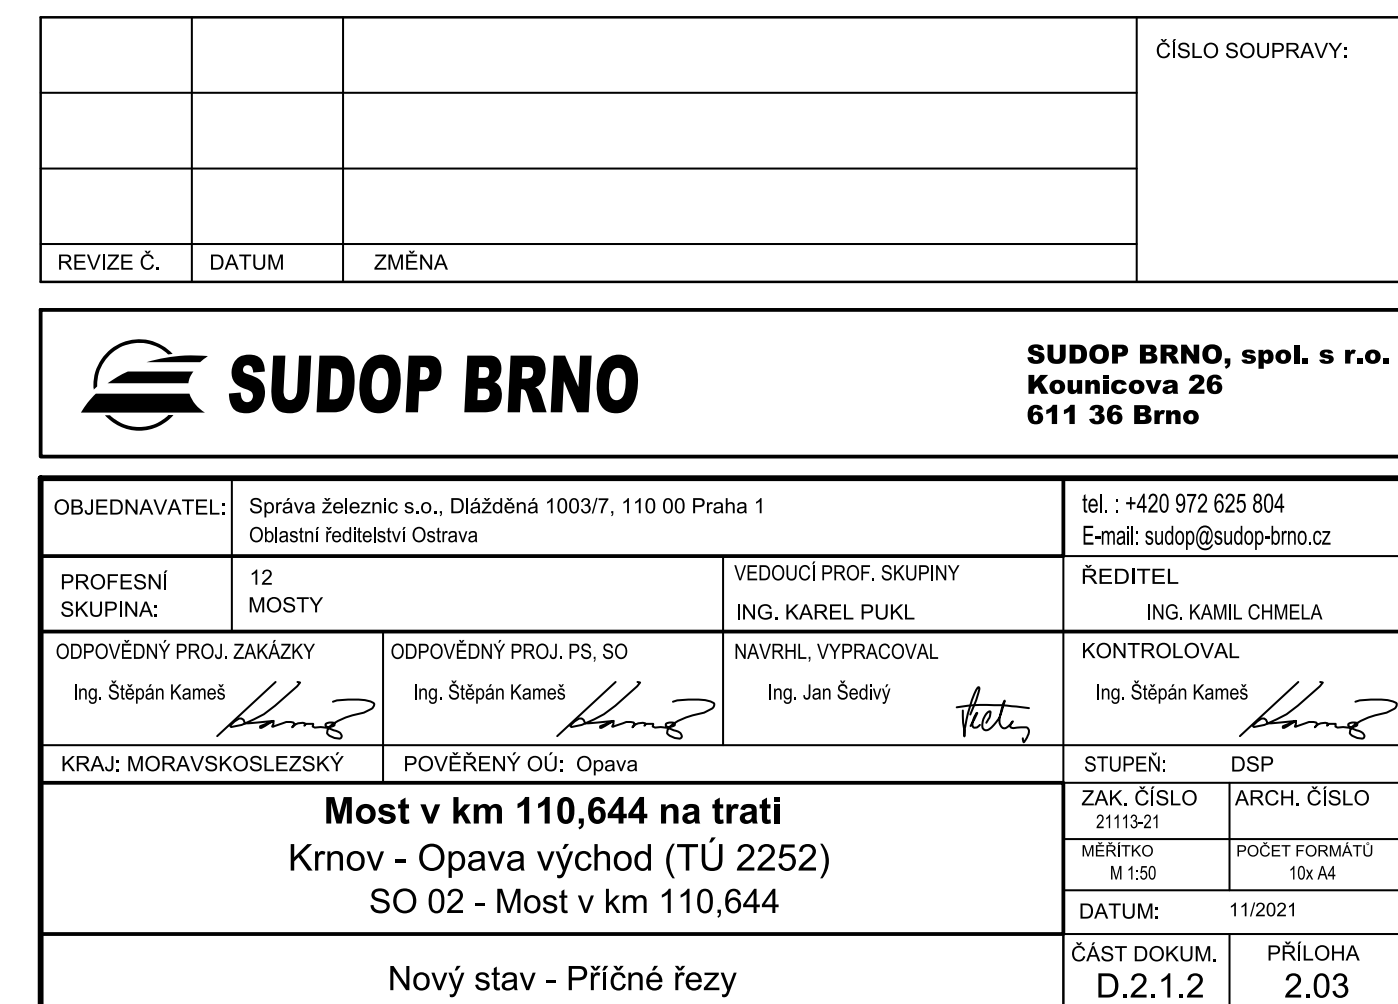 ČÍSLO SOUPRAVY:
REVIZE Č. DATUM ZMĚNA
SUDOP BRNO
SUDOP BRNO, spol. s r.o.
Kounicova 26
611 36 Brno
OBJEDNAVATEL: Správa železnic s.o., Dlážděná 1003/7, 110 00 Praha 1
Oblastní ředitelství Ostrava
tel. : +420 972 625 804
E-mail: sudop@sudop-brno.cz
PROFESNÍ SKUPINA: 12
MOSTY
VEDOUCÍ PROF. SKUPINY
ING. KAREL PUKL
ŘEDITEL
ING. KAMIL CHMELA
ODPOVĚDNÝ PROJ. ZAKÁZKY
Ing. Štěpán Kameš
ODPOVĚDNÝ PROJ. PS, SO
Ing. Štěpán Kameš
NAVRHL, VYPRACOVAL
Ing. Jan Šedivý
KONTROLOVAL
Ing. Štěpán Kameš
KRAJ: MORAVSKOSLEZSKÝ
POVĚŘENÝ OÚ: Opava
STUPEŇ: DSP
Most v km 110,644 na trati
Krnov - Opava východ (TÚ 2252)
SO 02 - Most v km 110,644
ZAK. ČÍSLO
21113-21
ARCH. ČÍSLO
MĚŘÍTKO
M 1:50
POČET FORMÁTŮ
10x A4
DATUM: 11/2021
Nový stav - Příčné řezy
ČÁST DOKUM.
D.2.1.2
PŘÍLOHA
2.03